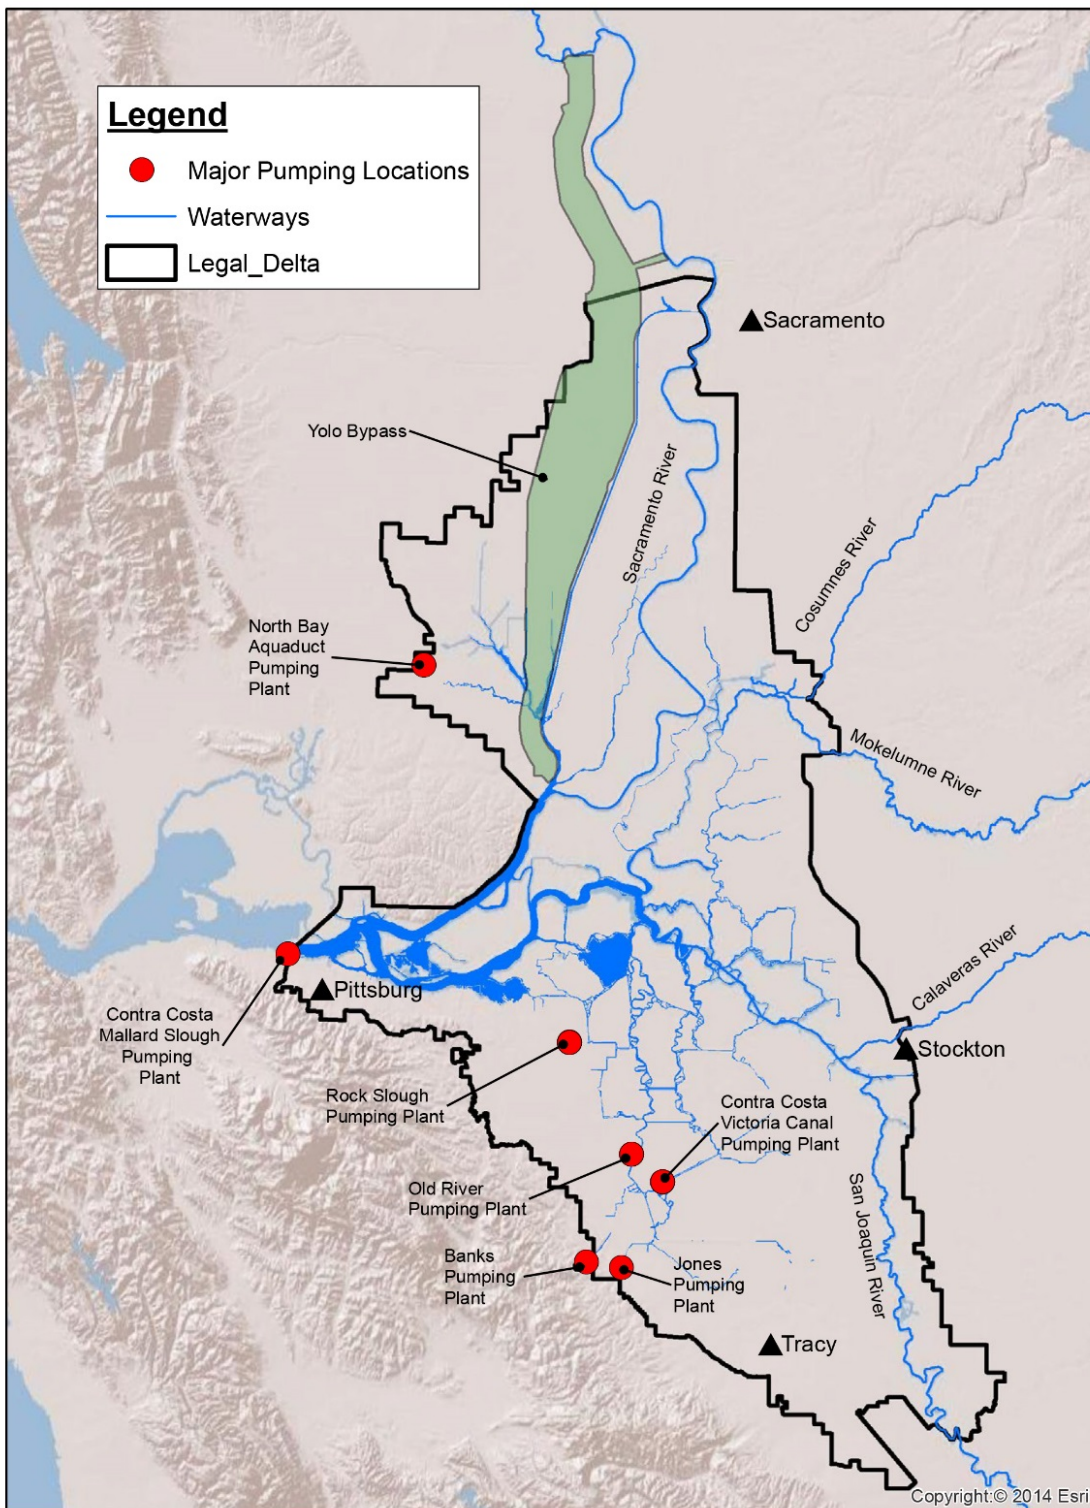 Legend
Major Pumping Locations
Waterways
Legal_Delta
Sacramento
Yolo Bypass
Sacramento River
Cosumnes River
North Bay
Aquaduct
Pumping
Plant
Mokelumne River
Calaveras River
Pittsburg
Contra Costa
Mallard Slough
Pumping
Plant
Stockton
Rock Slough
Pumping Plant
Contra Costa
Victoria Canal
Pumping Plant
Old River
Pumping Plant
San Joaquin River
Banks
Pumping
Plant
Jones
Pumping
Plant
Tracy
Copyright:© 2014 Esri